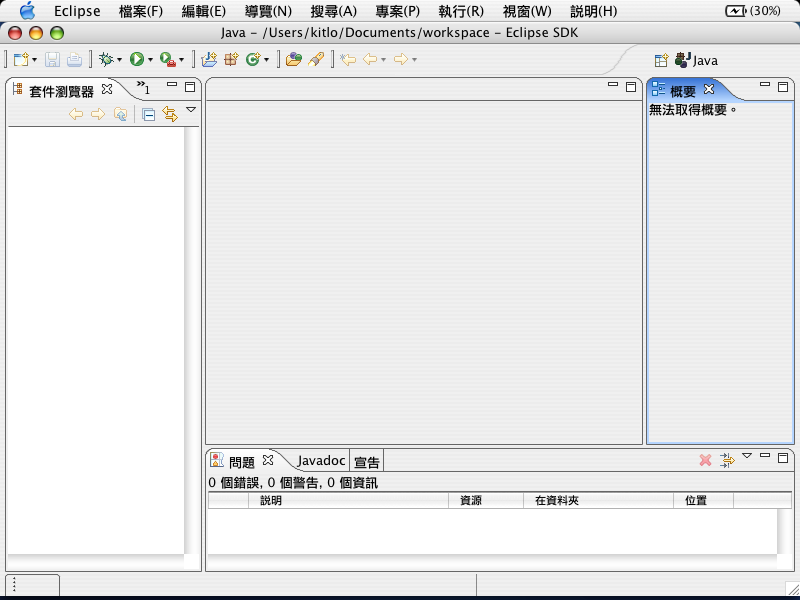 Eclipse 檔案(F) 編輯(E) 導覽(N) 搜尋(A) 專案(P) 執行(R) 視窗(W) 說明(H) (30%)
Java – /Users/kitlo/Documents/workspace – Eclipse SDK
Java
套件瀏覽器 »1
概要
無法取得概要。
問題 Javadoc 宣告
0 個錯誤, 0 個警告, 0 個資訊
說明 資源 在資料夾 位置